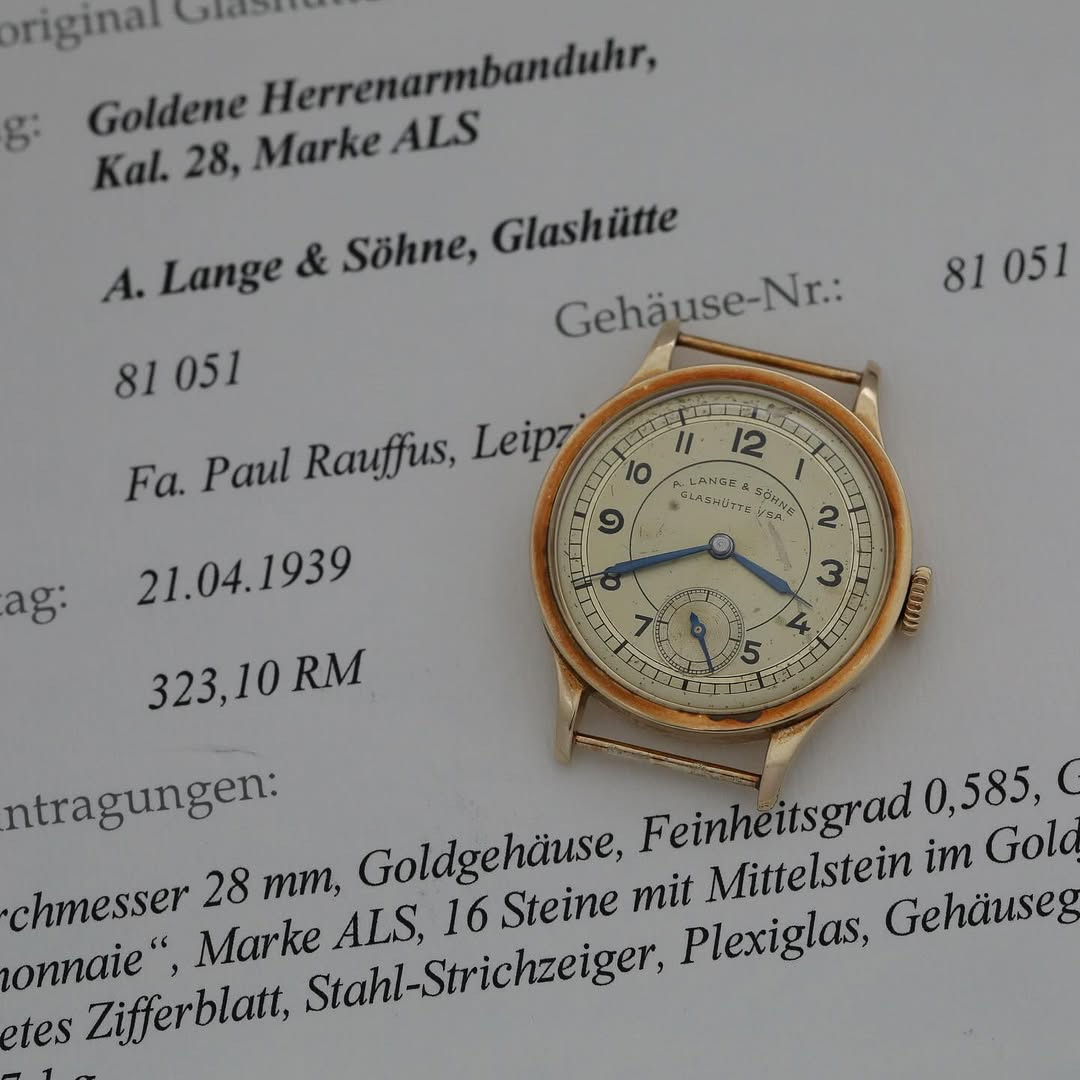 original Glashütte
g:
Goldene Herrenarmbanduhr,
Kal. 28, Marke ALS
A. Lange & Söhne, Glashütte
81 051
Gehäuse-Nr.:
81 051
Fa. Paul Rauffus, Leipzi
tag:
21.04.1939
323,10 RM
ntragungen:
rchmesser 28 mm, Goldgehäuse, Feinheitsgrad 0,585, G
nonnaie“, Marke ALS, 16 Steine mit Mittelstein im Gold
etes Zifferblatt, Stahl-Strichzeiger, Plexiglas, Gehäuseg
12
1
2
3
4
5
7
8
9
10
11
A. LANGE & SÖHNE
GLASHÜTTE I/SA.